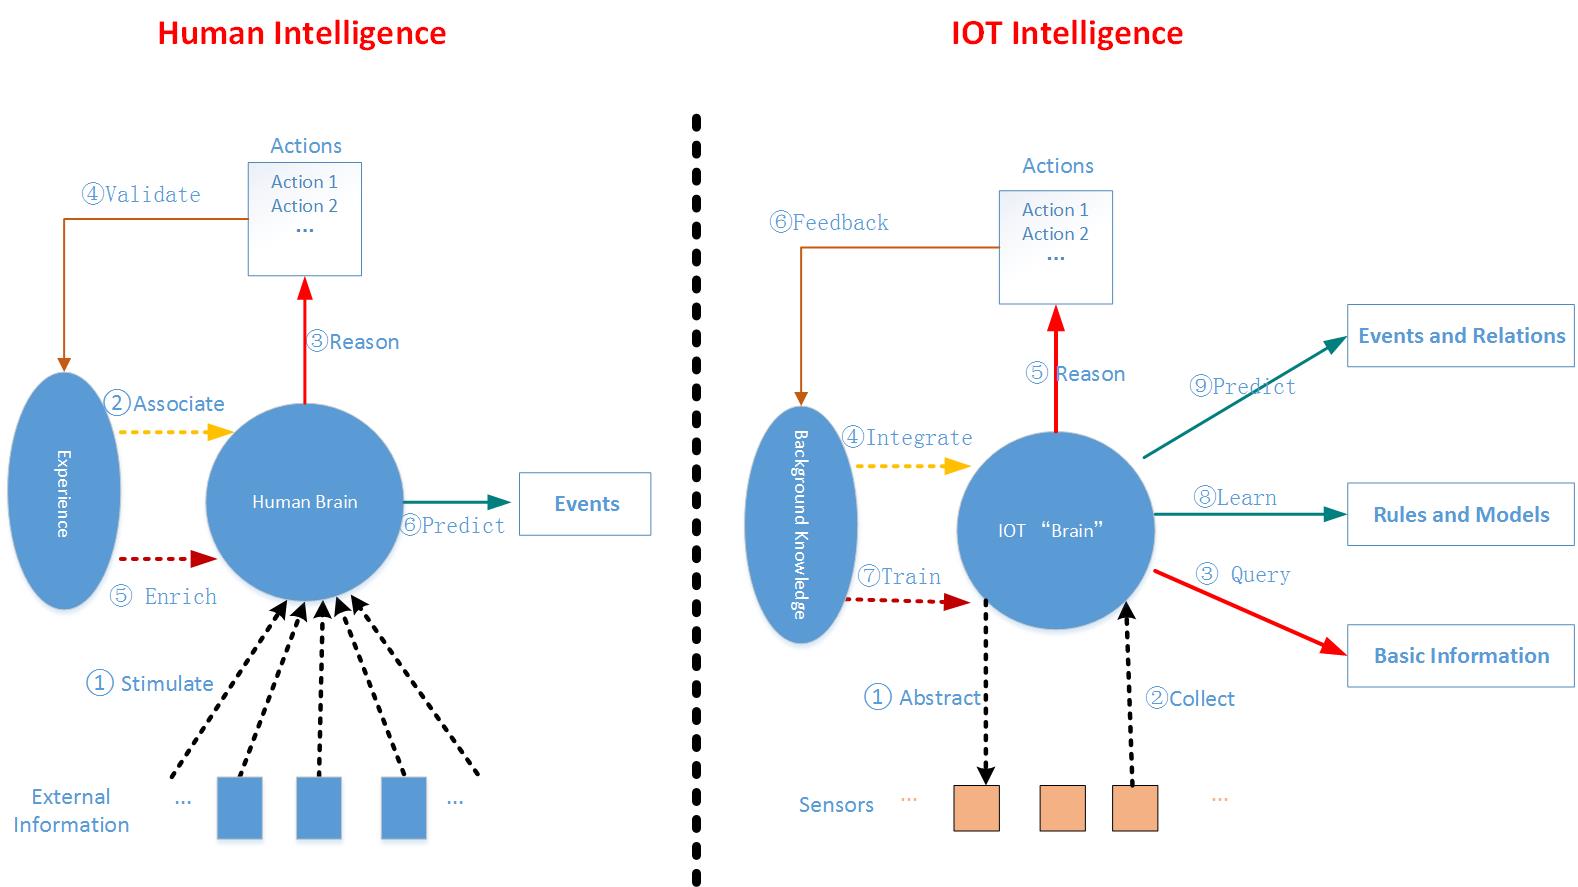 Human Intelligence
Actions
Action 1
Action 2
...
④Validate
③Reason
②Associate
Experience
Human Brain
Events
⑥Predict
⑤ Enrich
① Stimulate
External
Information
...
...
IOT Intelligence
Actions
Action 1
Action 2
...
⑥Feedback
Events and Relations
⑤ Reason
⑨Predict
④Integrate
Background Knowledge
IOT “Brain”
⑧Learn
Rules and Models
⑦Train
③ Query
Basic Information
① Abstract
②Collect
Sensors
...
...